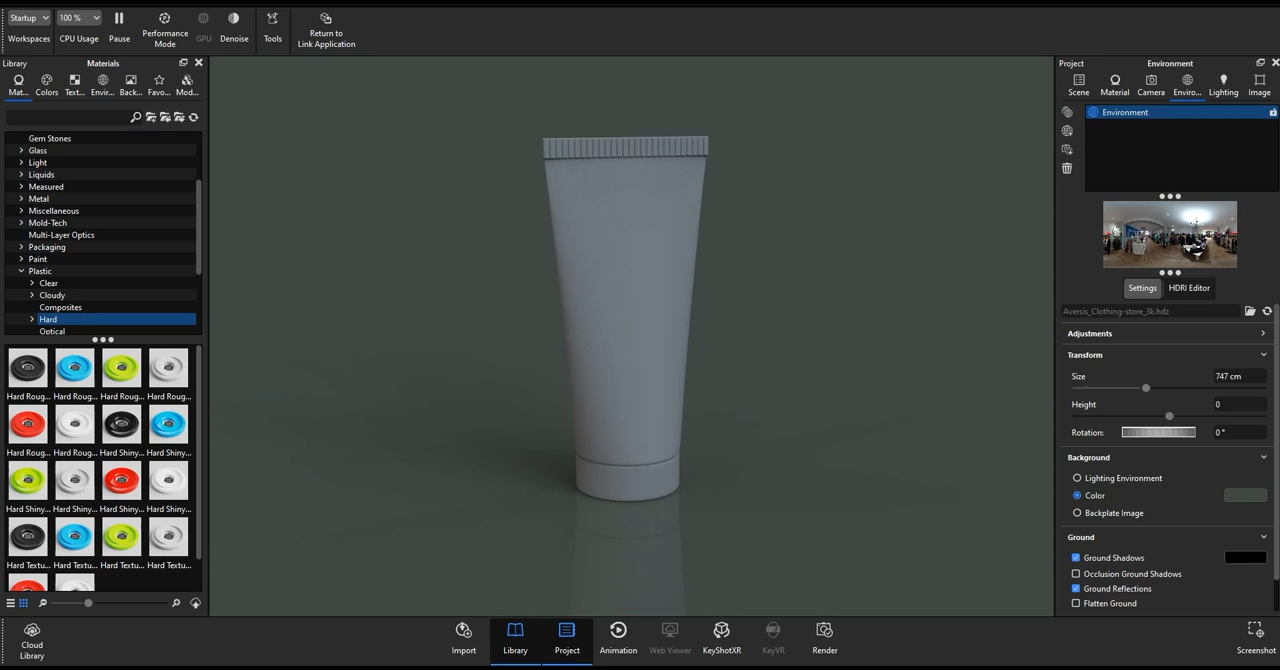 Startup
100 %
Workspaces
CPU Usage
Pause
Performance
Mode
GPU
Denoise
Tools
Return to
Link Application
Library
Materials
Mat...
Colors
Text...
Envir...
Back...
Favo...
Mod...
Gem Stones
Glass
Light
Liquids
Measured
Metal
Miscellaneous
Mold-Tech
Multi-Layer Optics
Packaging
Paint
Plastic
Clear
Cloudy
Composites
Hard
Optical
Hard Roug... Hard Roug... Hard Roug... Hard Roug...
Hard Roug... Hard Roug... Hard Shiny... Hard Shiny...
Hard Shiny... Hard Shiny... Hard Shiny... Hard Shiny...
Hard Textu... Hard Textu... Hard Textu... Hard Textu...
Project
Environment
Scene
Material
Camera
Enviro...
Lighting
Image
Environment
Settings
HDRI Editor
Aversis_Clothing-store_3k.hdz
Adjustments
Transform
Size 747 cm
Height 0
Rotation: 0 °
Background
Lighting Environment
Color
Backplate Image
Ground
Ground Shadows
Occlusion Ground Shadows
Ground Reflections
Flatten Ground
Cloud
Library
Import
Library
Project
Animation
Web Viewer
KeyShotXR
KeyVR
Render
Screenshot